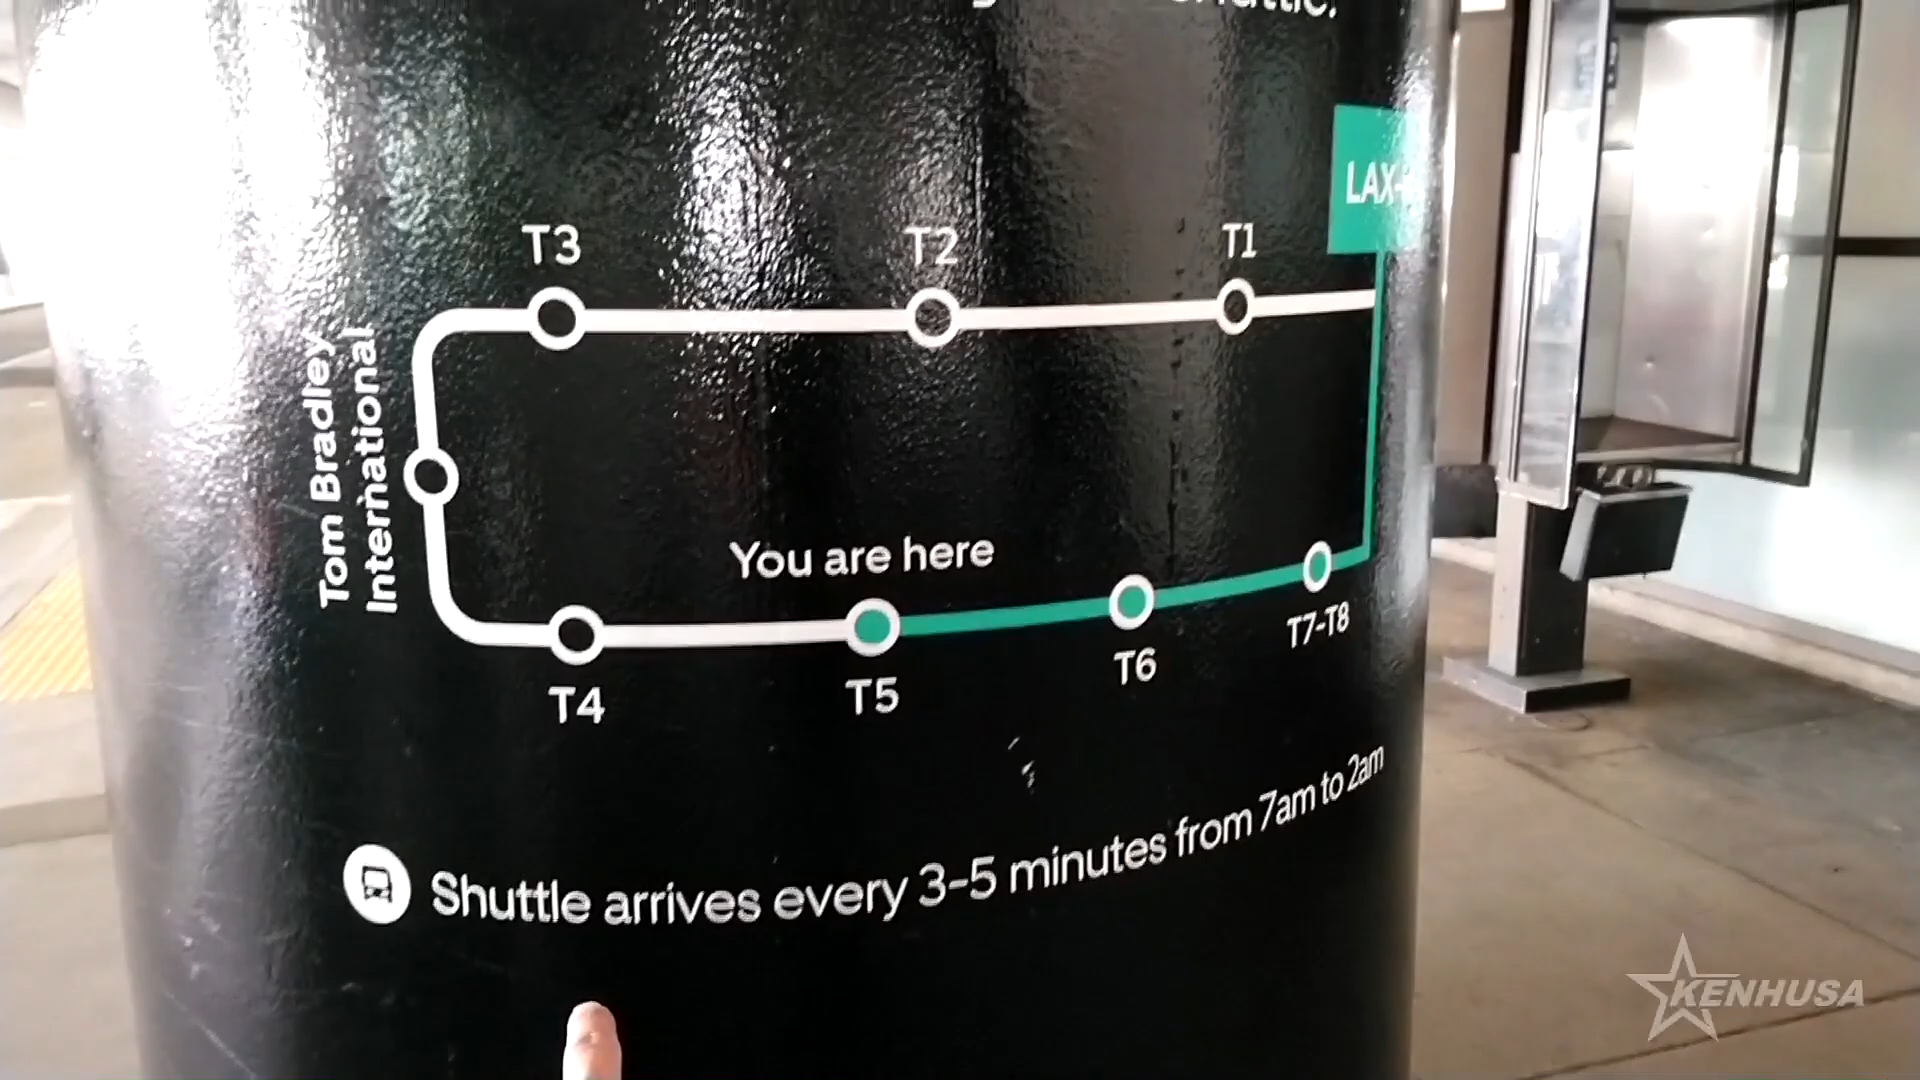 T3
T2
T1
Tom Bradley
International
You are here
T4
T5
T6
T7-T8
Shuttle arrives every 3-5 minutes from 7am to 2am
KENHUSA